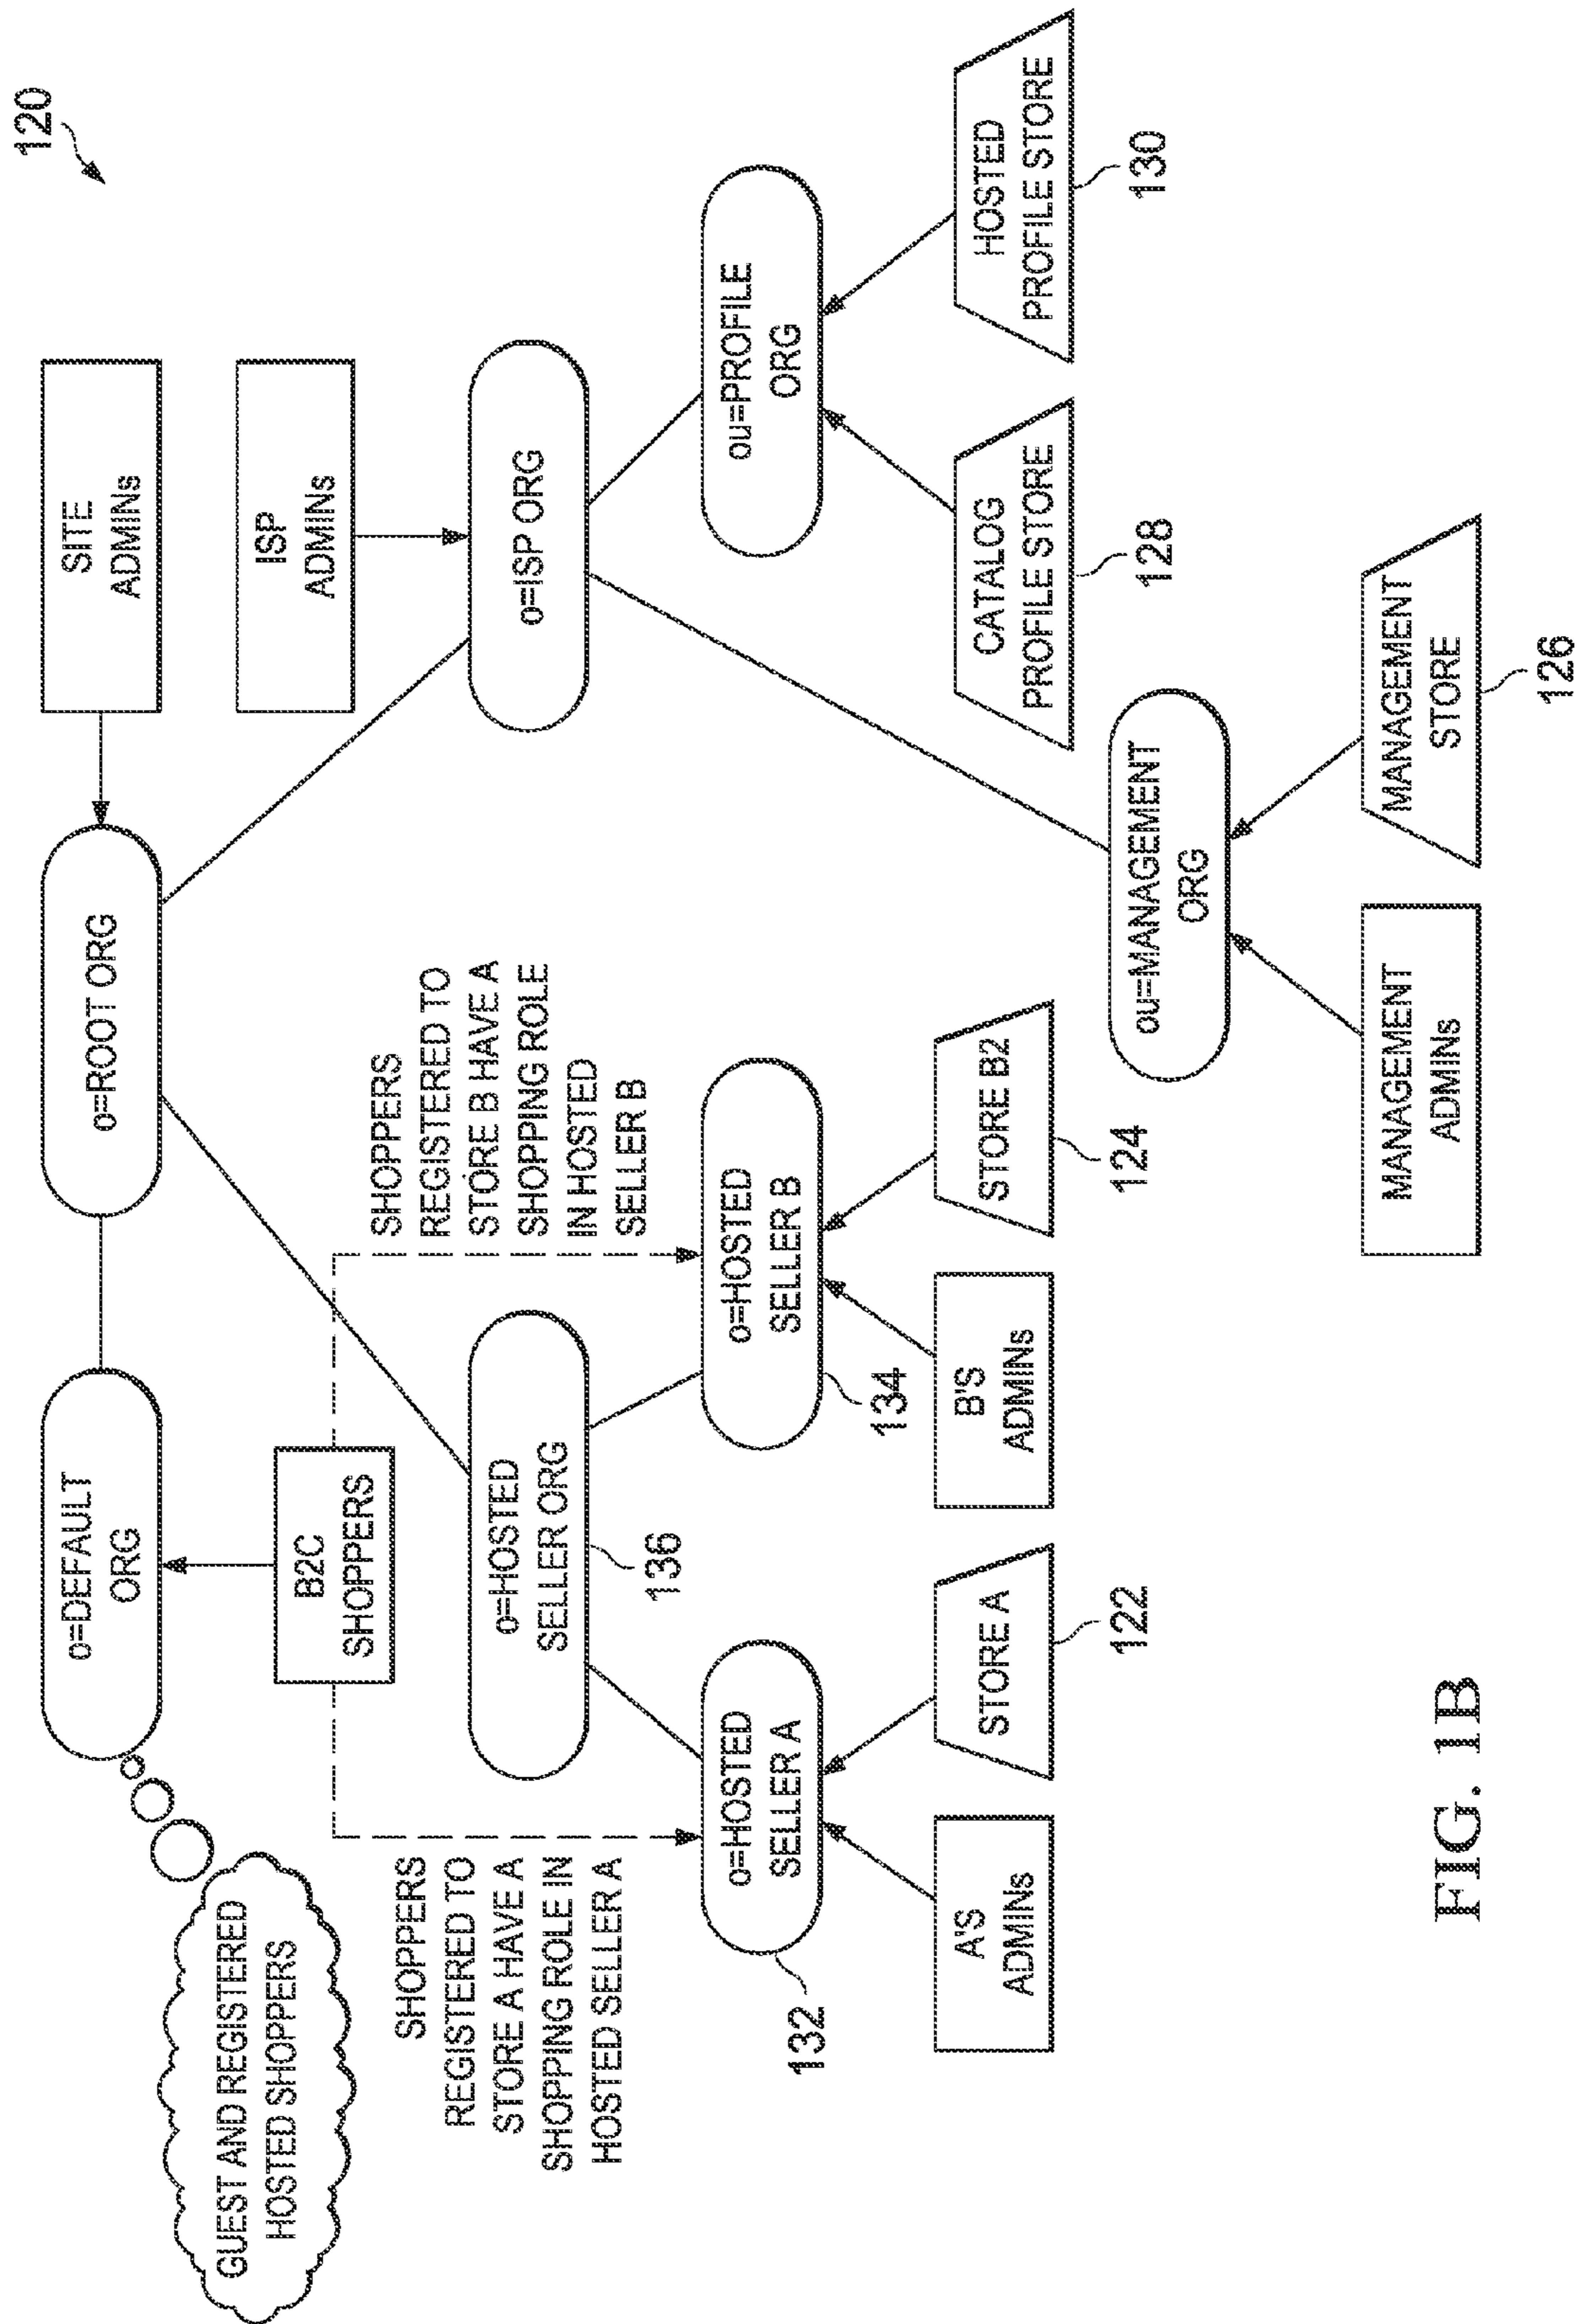 120
o=DEFAULT
ORG
o=ROOT ORG
SITE
ADMINs
GUEST AND REGISTERED
HOSTED SHOPPERS
B2C
SHOPPERS
ISP
ADMINs
SHOPPERS
REGISTERED TO
STORE A HAVE A
SHOPPING ROLE IN
HOSTED SELLER A
SHOPPERS
REGISTERED TO
STORE B HAVE A
SHOPPING ROLE
IN HOSTED
SELLER B
o=HOSTED
SELLER ORG
136
o=ISP ORG
132
o=HOSTED
SELLER A
134
o=HOSTED
SELLER B
ou=PROFILE
ORG
A'S
ADMINs
STORE A
122
B'S
ADMINs
STORE B2
124
CATALOG
PROFILE STORE
128
HOSTED
PROFILE STORE
130
ou=MANAGEMENT
ORG
MANAGEMENT
ADMINs
MANAGEMENT
STORE
126
FIG. 1B